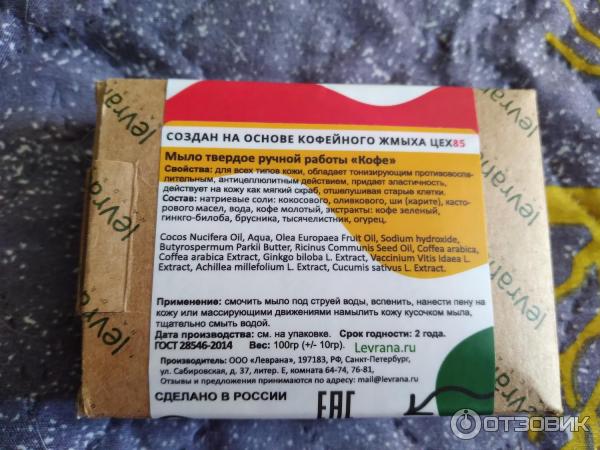 levrana
levrana
levrana
levrana
СОЗДАН НА ОСНОВЕ КОФЕЙНОГО ЖМЫХА ЦЕХ85
Мыло твердое ручной работы «Кофе»
Свойства: для всех типов кожи, обладает тонизирующим противовоспа-
лительным, антицеллюлитным действием, придает эластичность,
действует на кожу как мягкий скраб, отшелушивая старые клетки.
Состав: натриевые соли: кокосового, оливкового, ши (карите), касто-
рового масел, вода, кофе молотый, экстракты: кофе зеленый,
гинкго-билоба, брусника, тысячелистник, огурец.
Cocos Nucifera Oil, Aqua, Olea Europaea Fruit Oil, Sodium hydroxide,
Butyrospermum Parkii Butter, Ricinus Communis Seed Oil, Coffea arabica,
Coffea arabica Extract, Ginkgo biloba L. Extract, Vaccinium Vitis Idaea L.
Extract, Achillea millefolium L. Extract, Cucumis sativus L. Extract.
Применение: смочить мыло под струей воды, вспенить, нанести пену на
кожу или массирующими движениями намылить кожу кусочком мыла,
тщательно смыть водой.
Дата производства: см. на упаковке. Срок годности: 2 года.
ГОСТ 28546-2014 Вес: 100гр (+/- 10гр). Levrana.ru
Производитель: ООО «Леврана», 197183, РФ, Санкт-Петербург,
ул. Сабировская, д. 37, литер. Е, комната 64-74, 76-81,
Отзывы и предложения принимаются по адресу: mail@levrana.ru
СДЕЛАНО В РОССИИ
EAC
ОТЗОВИК